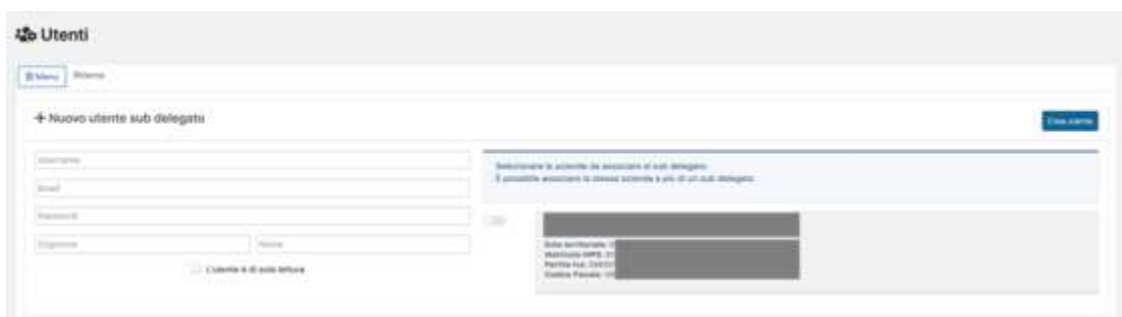 Utenti
Menu Ricerca
+ Nuovo utente sub delegato
Crea utente
Username
Email
Password
Cognome
Nome
L'utente è di sola lettura
Selezionare le aziende da associare al sub delegato.
È possibile associare la stessa azienda a più di un sub delegato.
Ente territoriale:
Matricola INPS:
Partita Iva:
Codice Fiscale: